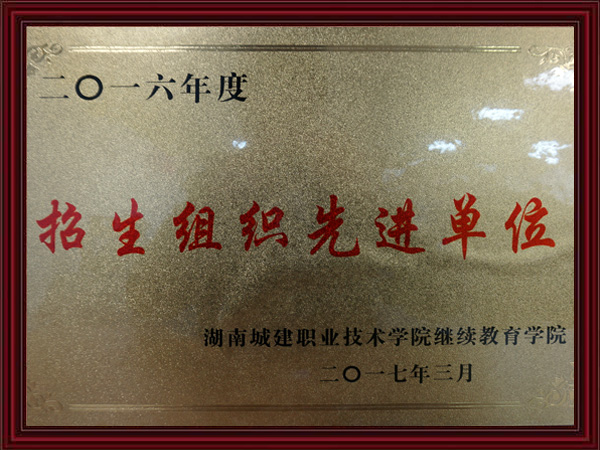 二〇一六年度
招生组织先进单位
湖南城建职业技术学院继续教育学院
二〇一七年三月